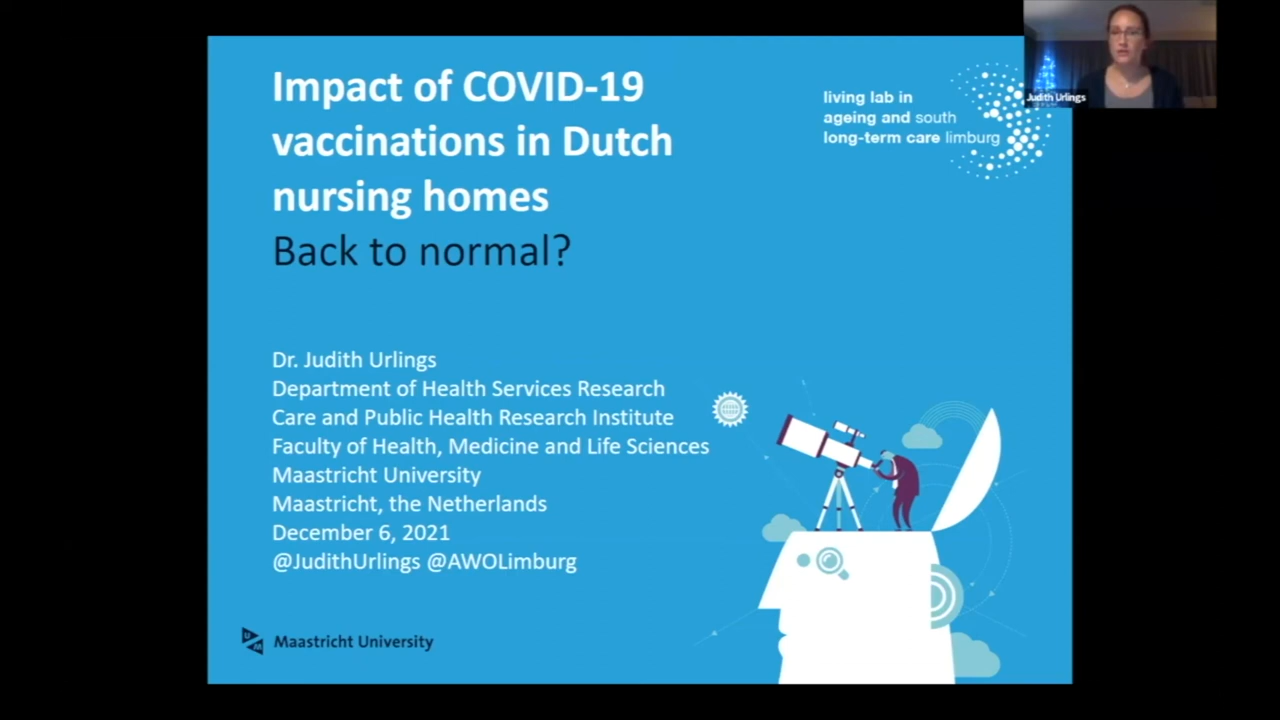 Impact of COVID-19
vaccinations in Dutch
nursing homes
Back to normal?
living lab in
ageing and south
long-term care limburg
Judith Urlings
Dr. Judith Urlings
Department of Health Services Research
Care and Public Health Research Institute
Faculty of Health, Medicine and Life Sciences
Maastricht University
Maastricht, the Netherlands
December 6, 2021
@JudithUrlings @AWOLimburg
Maastricht University